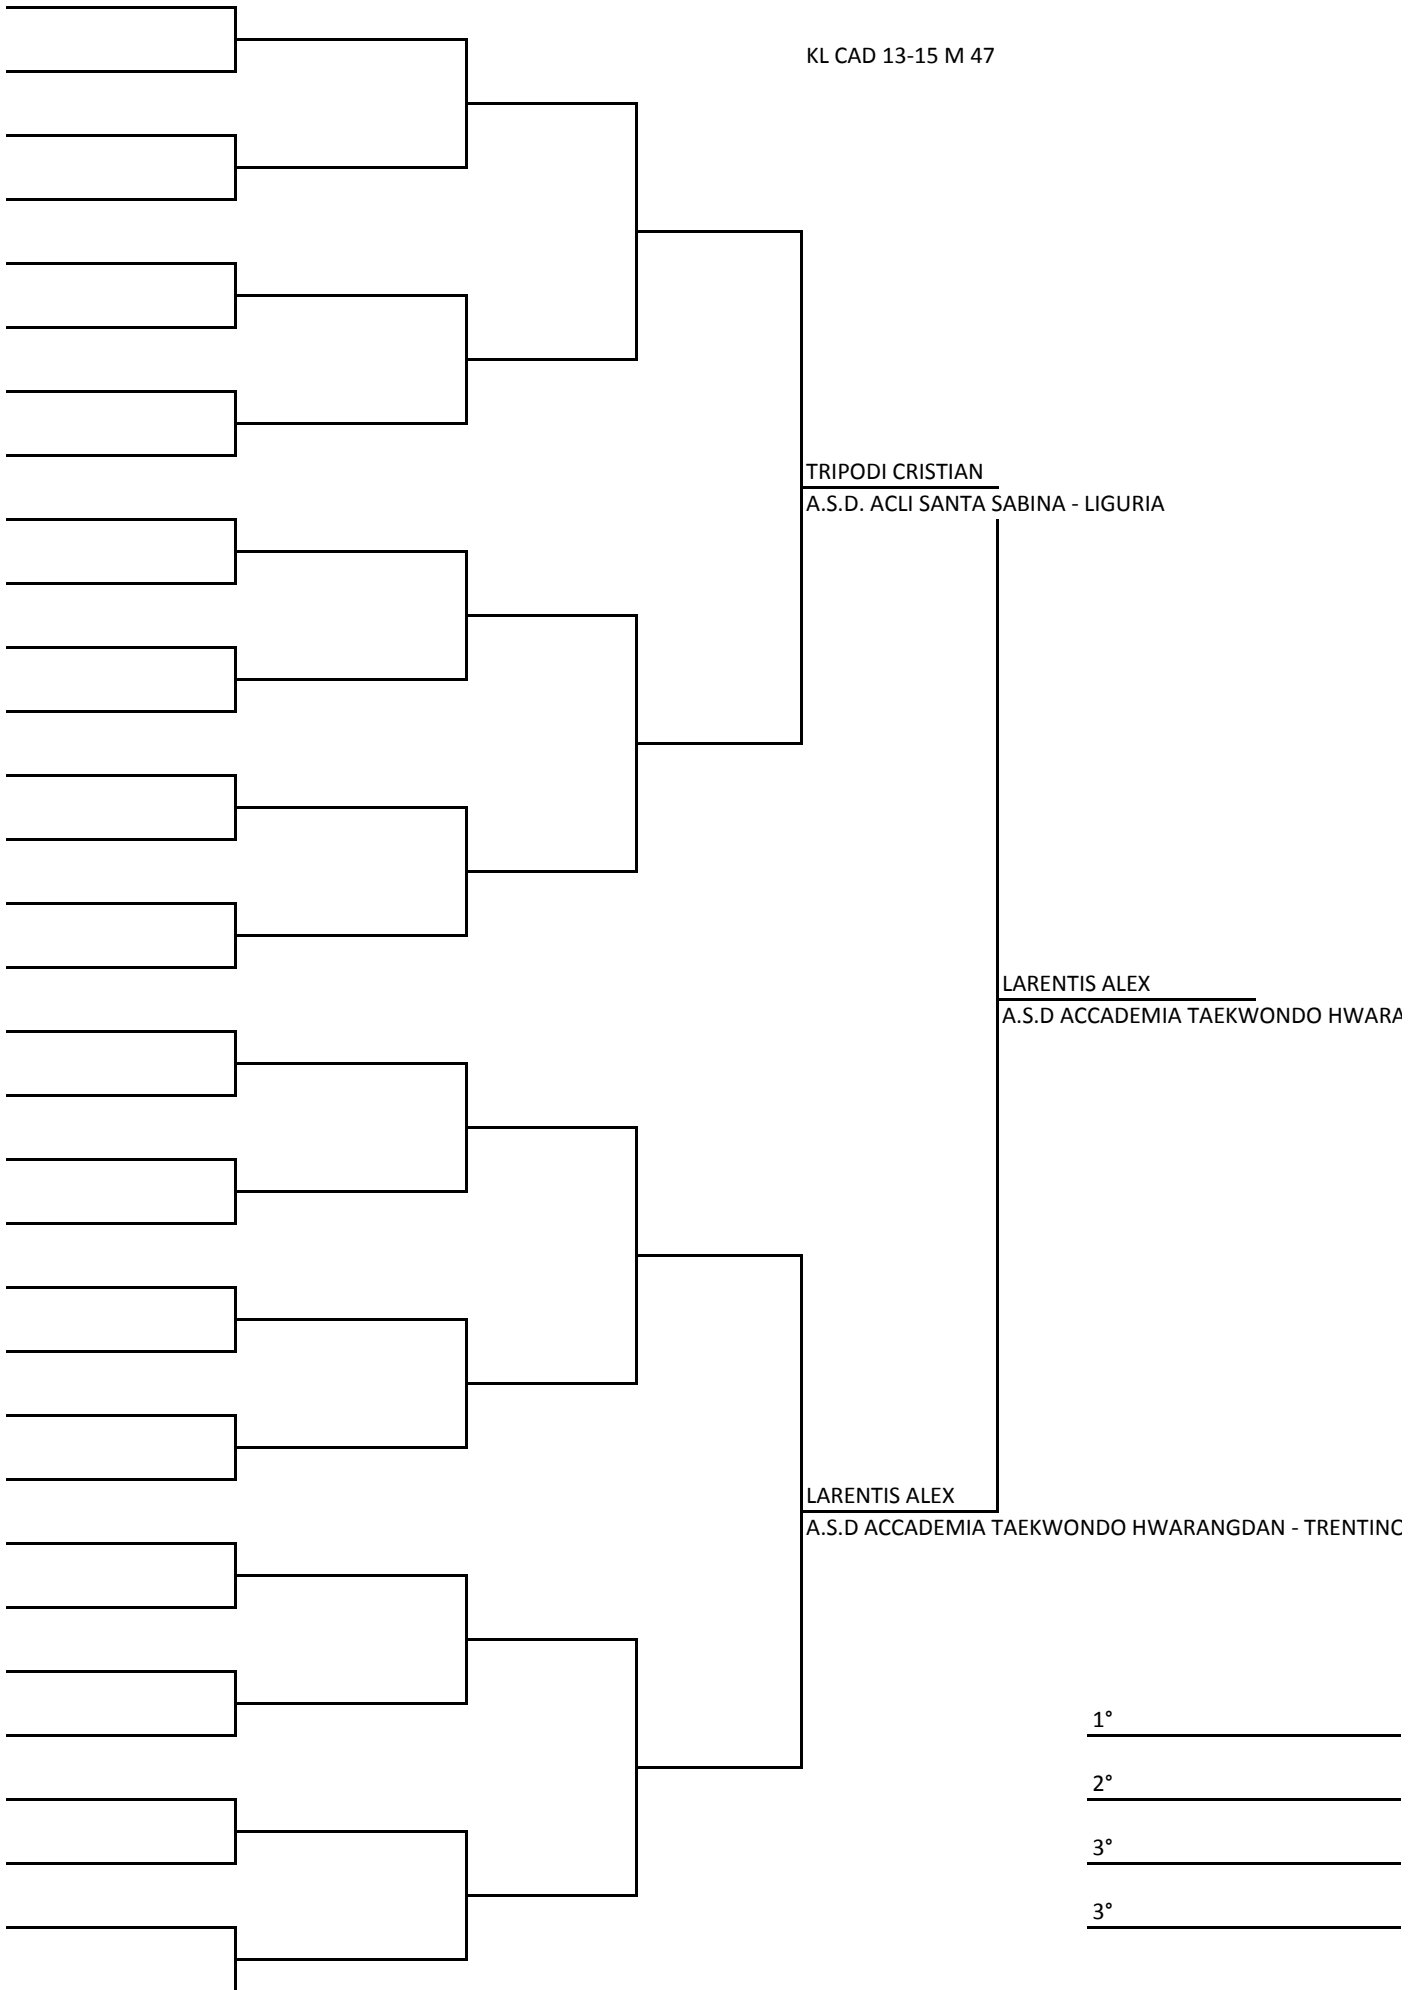 KL CAD 13-15 M 47
TRIPODI CRISTIAN
A.S.D. ACLI SANTA SABINA - LIGURIA
LARENTIS ALEX
A.S.D ACCADEMIA TAEKWONDO HWARA
LARENTIS ALEX
A.S.D ACCADEMIA TAEKWONDO HWARANGDAN - TRENTINO
1°
2°
3°
3°